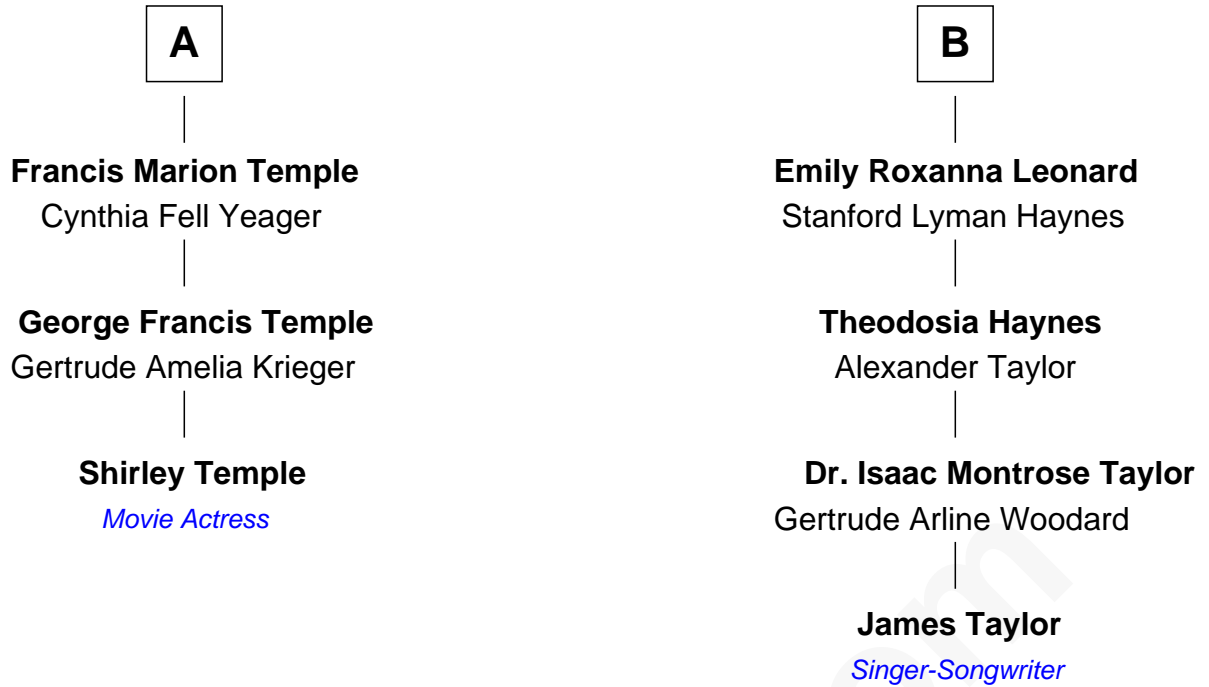 A
Francis Marion Temple
Cynthia Fell Yeager
George Francis Temple
Gertrude Amelia Krieger
Shirley Temple
Movie Actress
B
Emily Roxanna Leonard
Stanford Lyman Haynes
Theodosia Haynes
Alexander Taylor
Dr. Isaac Montrose Taylor
Gertrude Arline Woodard
James Taylor
Singer-Songwriter